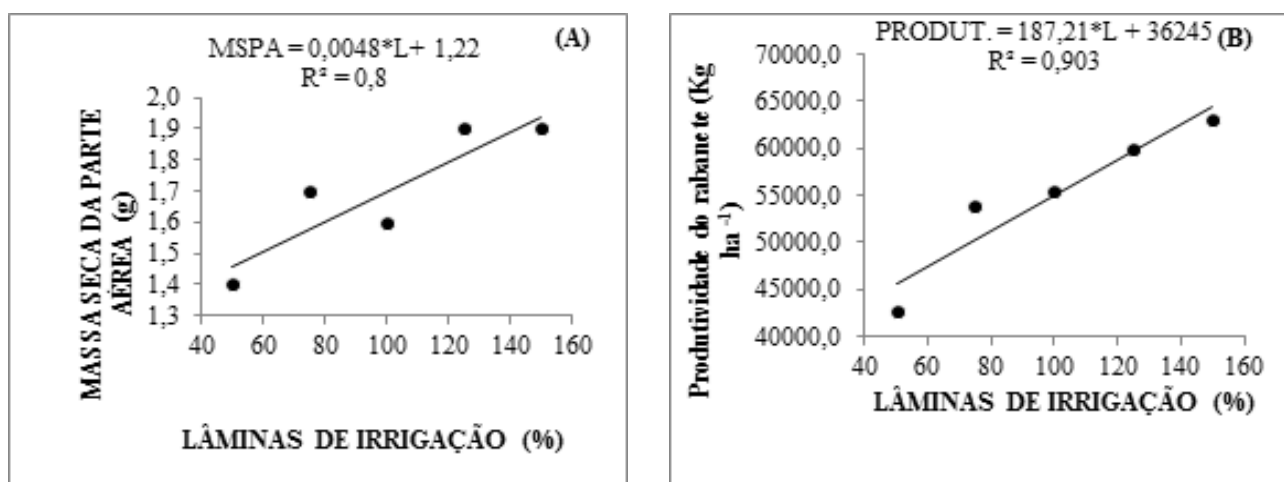 MSPA = 0,0048*L+ 1,22
(A)
R² = 0,8
MASSA SECA DA PARTE
AÉREA (g)
2,0
1,9
1,8
1,7
1,6
1,5
1,4
1,3
40 60 80 100 120 140 160
LÂMINAS DE IRRIGAÇÃO (%)
PRODUT. = 187,21*L + 36245
(B)
R² = 0,903
Produtividade do rabanete (Kg
ha -1)
70000,0
65000,0
60000,0
55000,0
50000,0
45000,0
40000,0
40 60 80 100 120 140 160
LÂMINAS DE IRRIGAÇÃO (%)